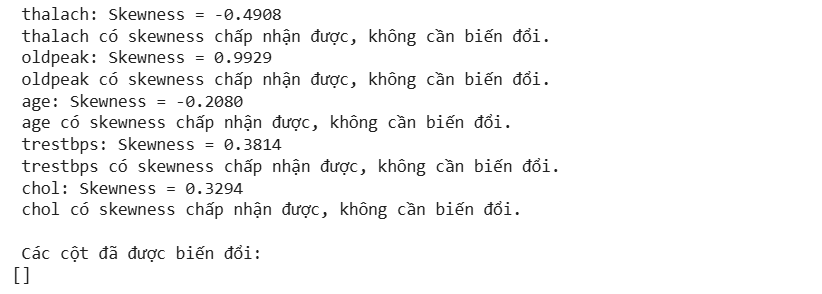 thalach: Skewness = -0.4908
thalach có skewness chấp nhận được, không cần biến đổi.
oldpeak: Skewness = 0.9929
oldpeak có skewness chấp nhận được, không cần biến đổi.
age: Skewness = -0.2080
age có skewness chấp nhận được, không cần biến đổi.
trestbps: Skewness = 0.3814
trestbps có skewness chấp nhận được, không cần biến đổi.
chol: Skewness = 0.3294
chol có skewness chấp nhận được, không cần biến đổi.
Các cột đã được biến đổi:
[]